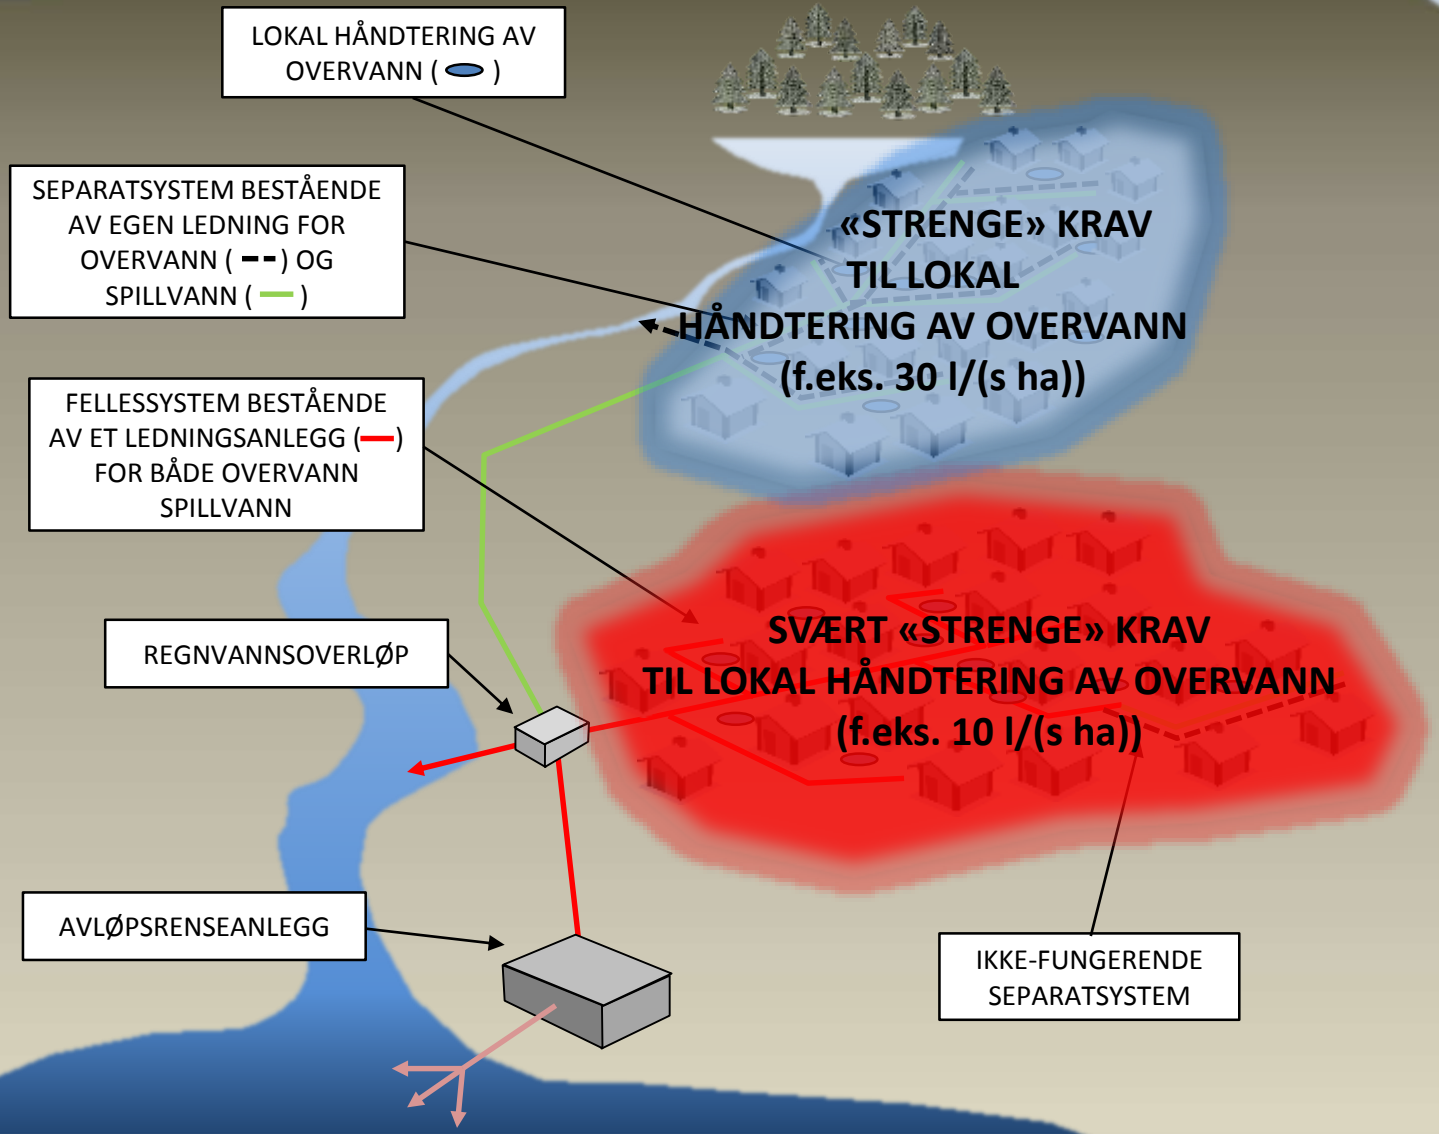 LOKAL HÅNDTERING AV
OVERVANN ( )
SEPARATSYSTEM BESTÅENDE
AV EGEN LEDNING FOR
OVERVANN ( ) OG
SPILLVANN ( )
«STRENGE» KRAV
TIL LOKAL
HÅNDTERING AV OVERVANN
(f.eks. 30 l/(s ha))
FELLESSYSTEM BESTÅENDE
AV ET LEDNINGSANLEGG ( )
FOR BÅDE OVERVANN
SPILLVANN
SVÆRT «STRENGE» KRAV
TIL LOKAL HÅNDTERING AV OVERVANN
(f.eks. 10 l/(s ha))
REGNVANNSOVERLØP
AVLØPSRENSEANLEGG
IKKE-FUNGERENDE
SEPARATSYSTEM